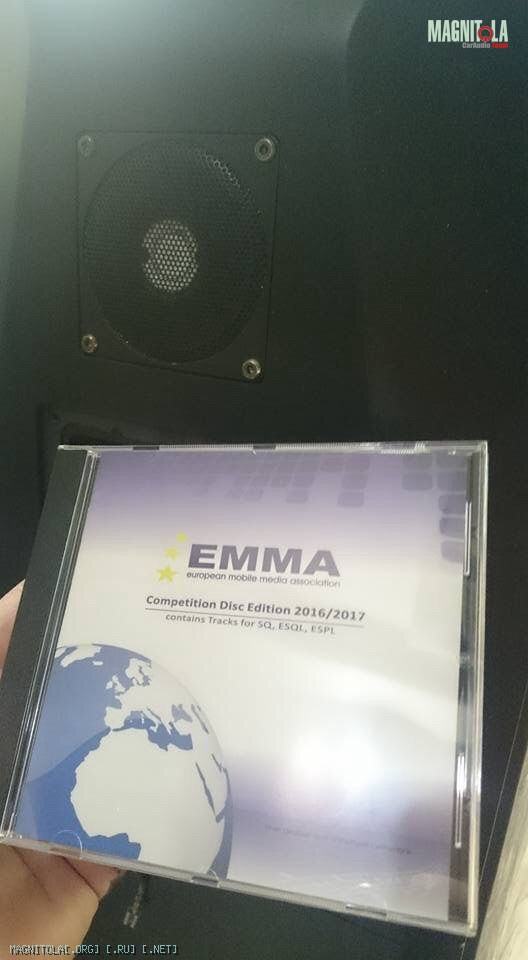 MAGNITOLA
CarAudio Team
EMMA
european mobile media association
Competition Disc Edition 2016/2017
contains Tracks for SQ, ESQL, ESPL
MAGNITOLA[.ORG] [.RU] [.NET]